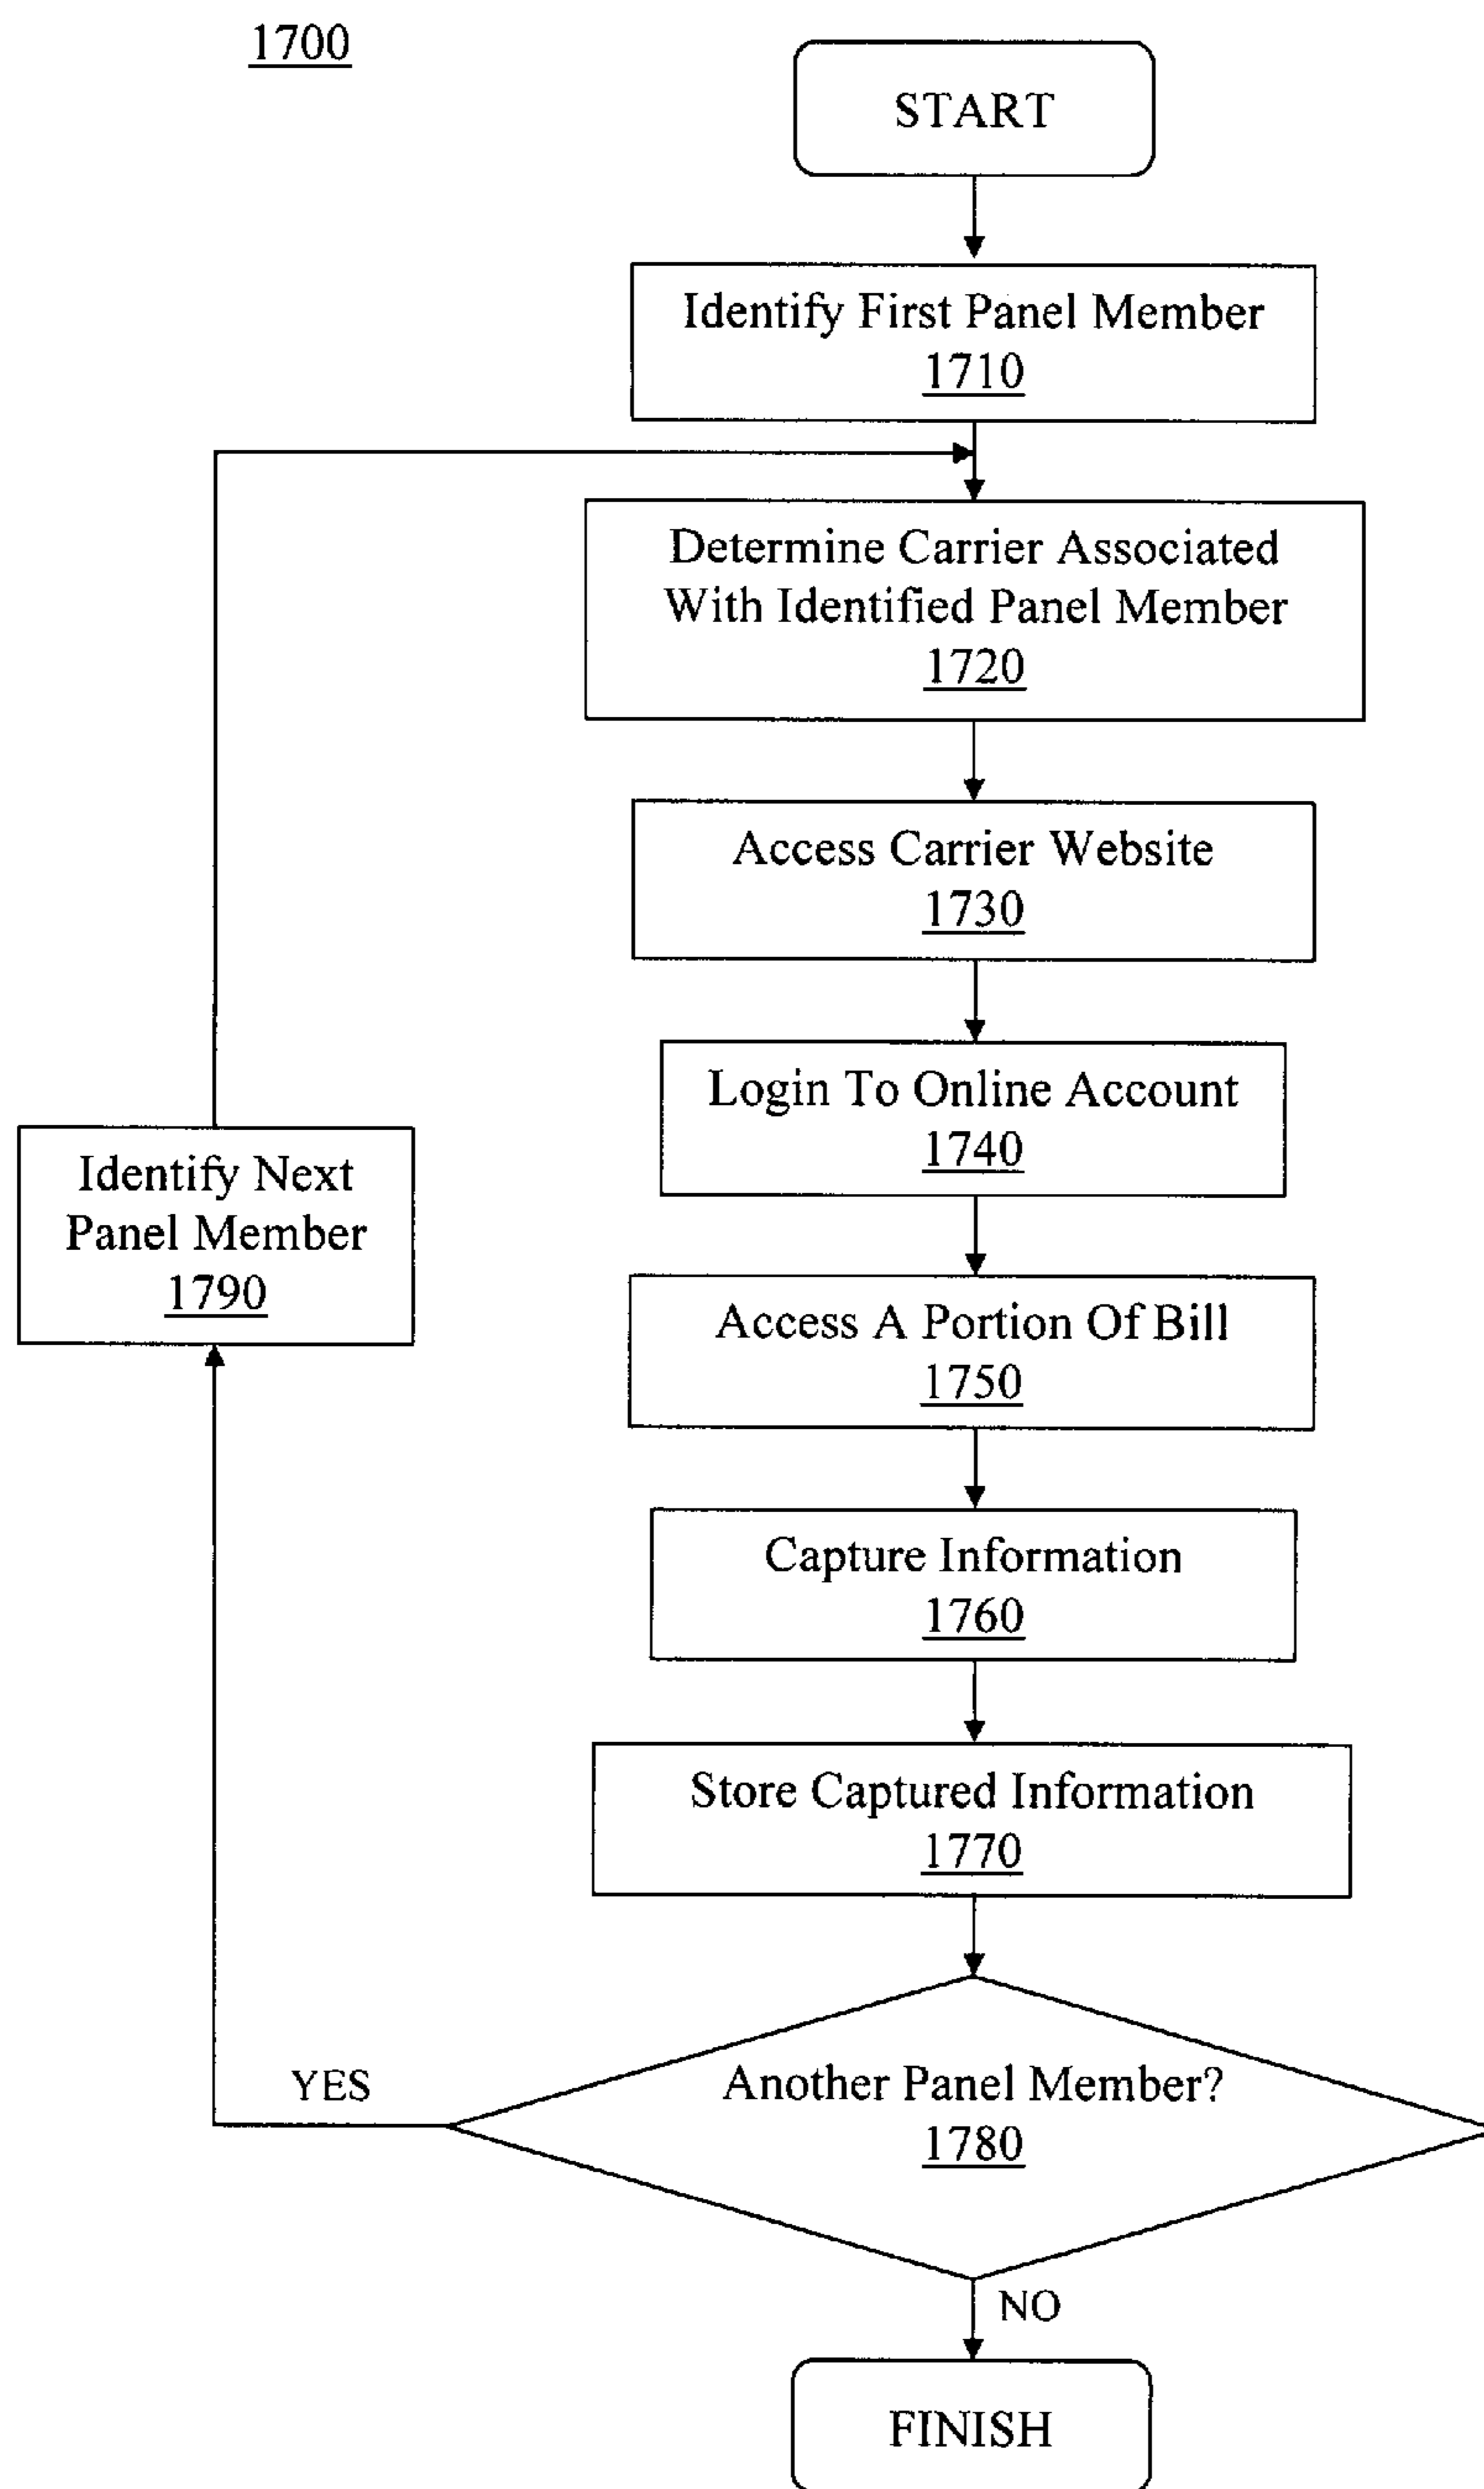 1700
START
Identify First Panel Member
1710
Determine Carrier Associated
With Identified Panel Member
1720
Access Carrier Website
1730
Login To Online Account
1740
Identify Next
Panel Member
1790
Access A Portion Of Bill
1750
Capture Information
1760
Store Captured Information
1770
YES
Another Panel Member?
1780
NO
FINISH